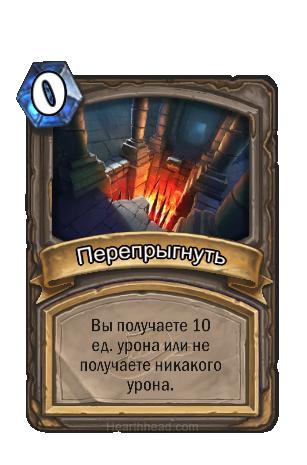 0
Перепрыгнуть
Вы получаете 10
ед. урона или не
получаете никакого
урона.
Hearthhead.com